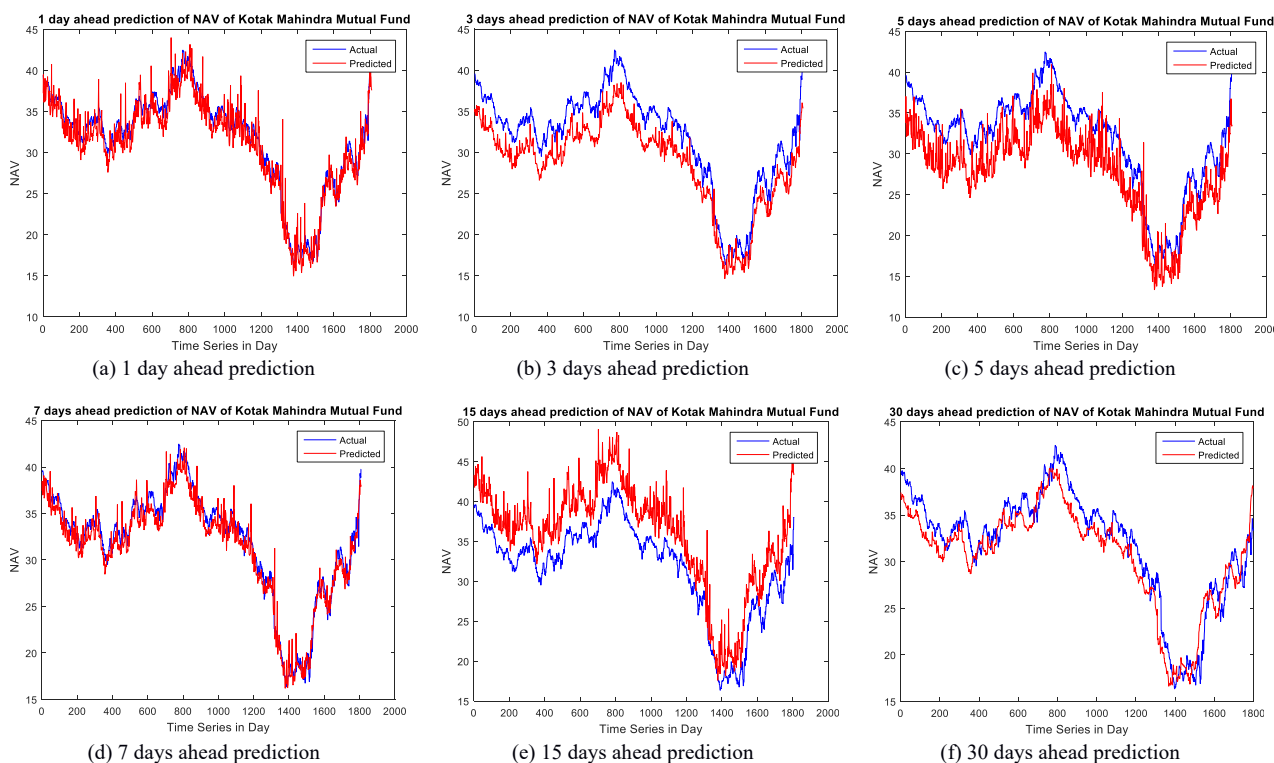 1 day ahead prediction of NAV of Kotak Mahindra Mutual Fund
45
40
35
30
25
20
15
10
NAV
0 200 400 600 800 1000 1200 1400 1600 1800 2000
Time Series in Day
Actual
Predicted
(a) 1 day ahead prediction
3 days ahead prediction of NAV of Kotak Mahindra Mutual Fund
45
40
35
30
25
20
15
10
NAV
0 200 400 600 800 1000 1200 1400 1600 1800 2000
Time Series in Day
Actual
Predicted
(b) 3 days ahead prediction
5 days ahead prediction of NAV of Kotak Mahindra Mutual Fund
45
40
35
30
25
20
15
10
NAV
0 200 400 600 800 1000 1200 1400 1600 1800 2000
Time Series in Day
Actual
Predicted
(c) 5 days ahead prediction
7 days ahead prediction of NAV of Kotak Mahindra Mutual Fund
45
40
35
30
25
20
15
NAV
0 200 400 600 800 1000 1200 1400 1600 1800 2000
Time Series in Day
Actual
Predicted
(d) 7 days ahead prediction
15 days ahead prediction of NAV of Kotak Mahindra Mutual Fund
50
45
40
35
30
25
20
15
NAV
0 200 400 600 800 1000 1200 1400 1600 1800 2000
Time Series in Day
Actual
Predicted
(e) 15 days ahead prediction
30 days ahead prediction of NAV of Kotak Mahindra Mutual Fund
45
40
35
30
25
20
15
NAV
0 200 400 600 800 1000 1200 1400 1600 1800
Time Series in Day
Actual
Predicted
(f) 30 days ahead prediction